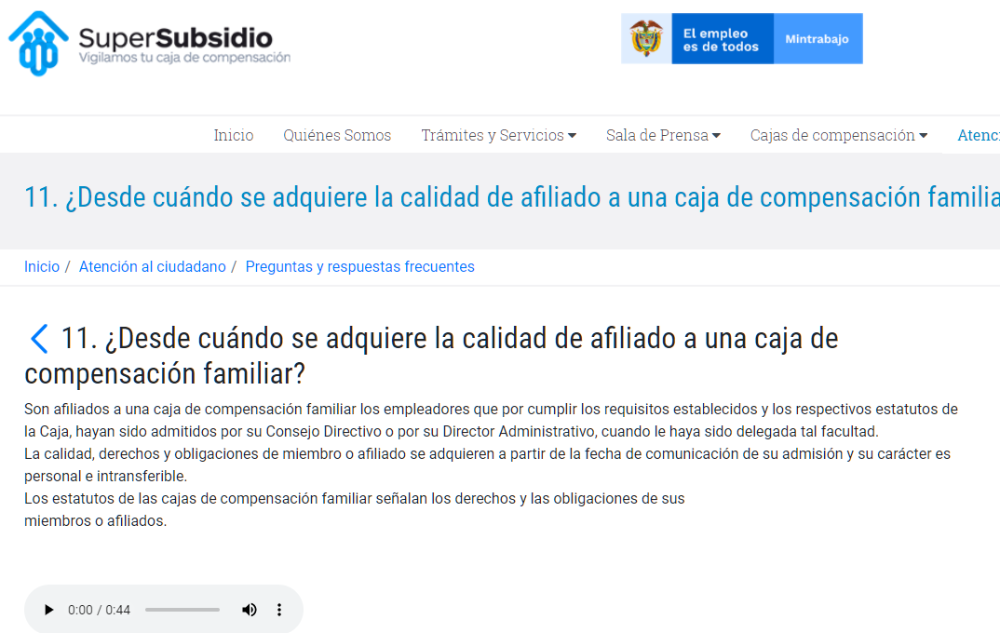 SuperSubsidio
Vigilamos tu caja de compensación
El empleo
es de todos
Mintrabajo
Inicio Quiénes Somos Trámites y Servicios Sala de Prensa Cajas de compensación Atenci
11. ¿Desde cuándo se adquiere la calidad de afiliado a una caja de compensación familia
Inicio / Atención al ciudadano / Preguntas y respuestas frecuentes
11. ¿Desde cuándo se adquiere la calidad de afiliado a una caja de
compensación familiar?
Son afiliados a una caja de compensación familiar los empleadores que por cumplir los requisitos establecidos y los respectivos estatutos de
la Caja, hayan sido admitidos por su Consejo Directivo o por su Director Administrativo, cuando le haya sido delegada tal facultad.
La calidad, derechos y obligaciones de miembro o afiliado se adquieren a partir de la fecha de comunicación de su admisión y su carácter es
personal e intransferible.
Los estatutos de las cajas de compensación familiar señalan los derechos y las obligaciones de sus
miembros o afiliados.
0:00 / 0:44